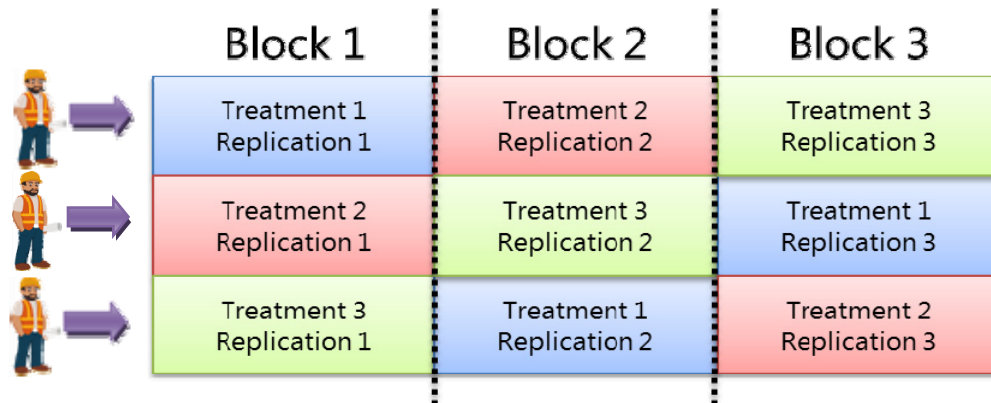 Block 1
Block 2
Block 3
Treatment 1
Replication 1
Treatment 2
Replication 2
Treatment 3
Replication 3
Treatment 2
Replication 1
Treatment 3
Replication 2
Treatment 1
Replication 3
Treatment 3
Replication 1
Treatment 1
Replication 2
Treatment 2
Replication 3